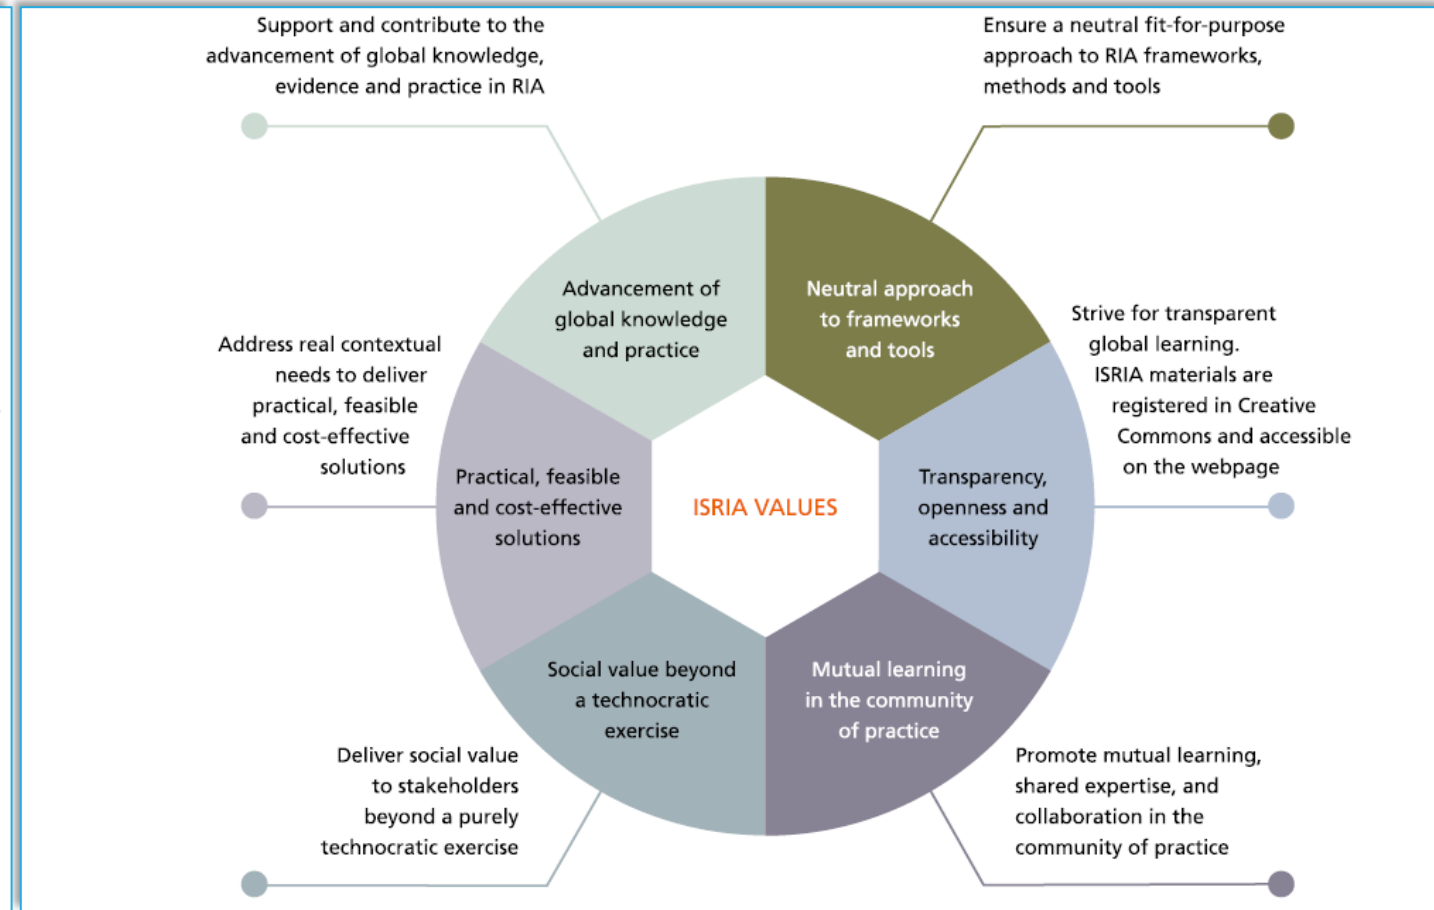 Support and contribute to the
advancement of global knowledge,
evidence and practice in RIA
Ensure a neutral fit-for-purpose
approach to RIA frameworks,
methods and tools
Advancement of
global knowledge
and practice
Neutral approach
to frameworks
and tools
Address real contextual
needs to deliver
practical, feasible
and cost-effective
solutions
Strive for transparent
global learning.
ISRIA materials are
registered in Creative
Commons and accessible
on the webpage
Practical, feasible
and cost-effective
solutions
ISRIA VALUES
Transparency,
openness and
accessibility
Social value beyond
a technocratic
exercise
Mutual learning
in the community
of practice
Deliver social value
to stakeholders
beyond a purely
technocratic exercise
Promote mutual learning,
shared expertise, and
collaboration in the
community of practice